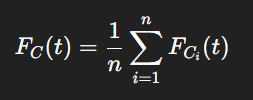 F_C(t) = \frac{1}{n} \sum_{i=1}^{n} F_{C_i}(t)